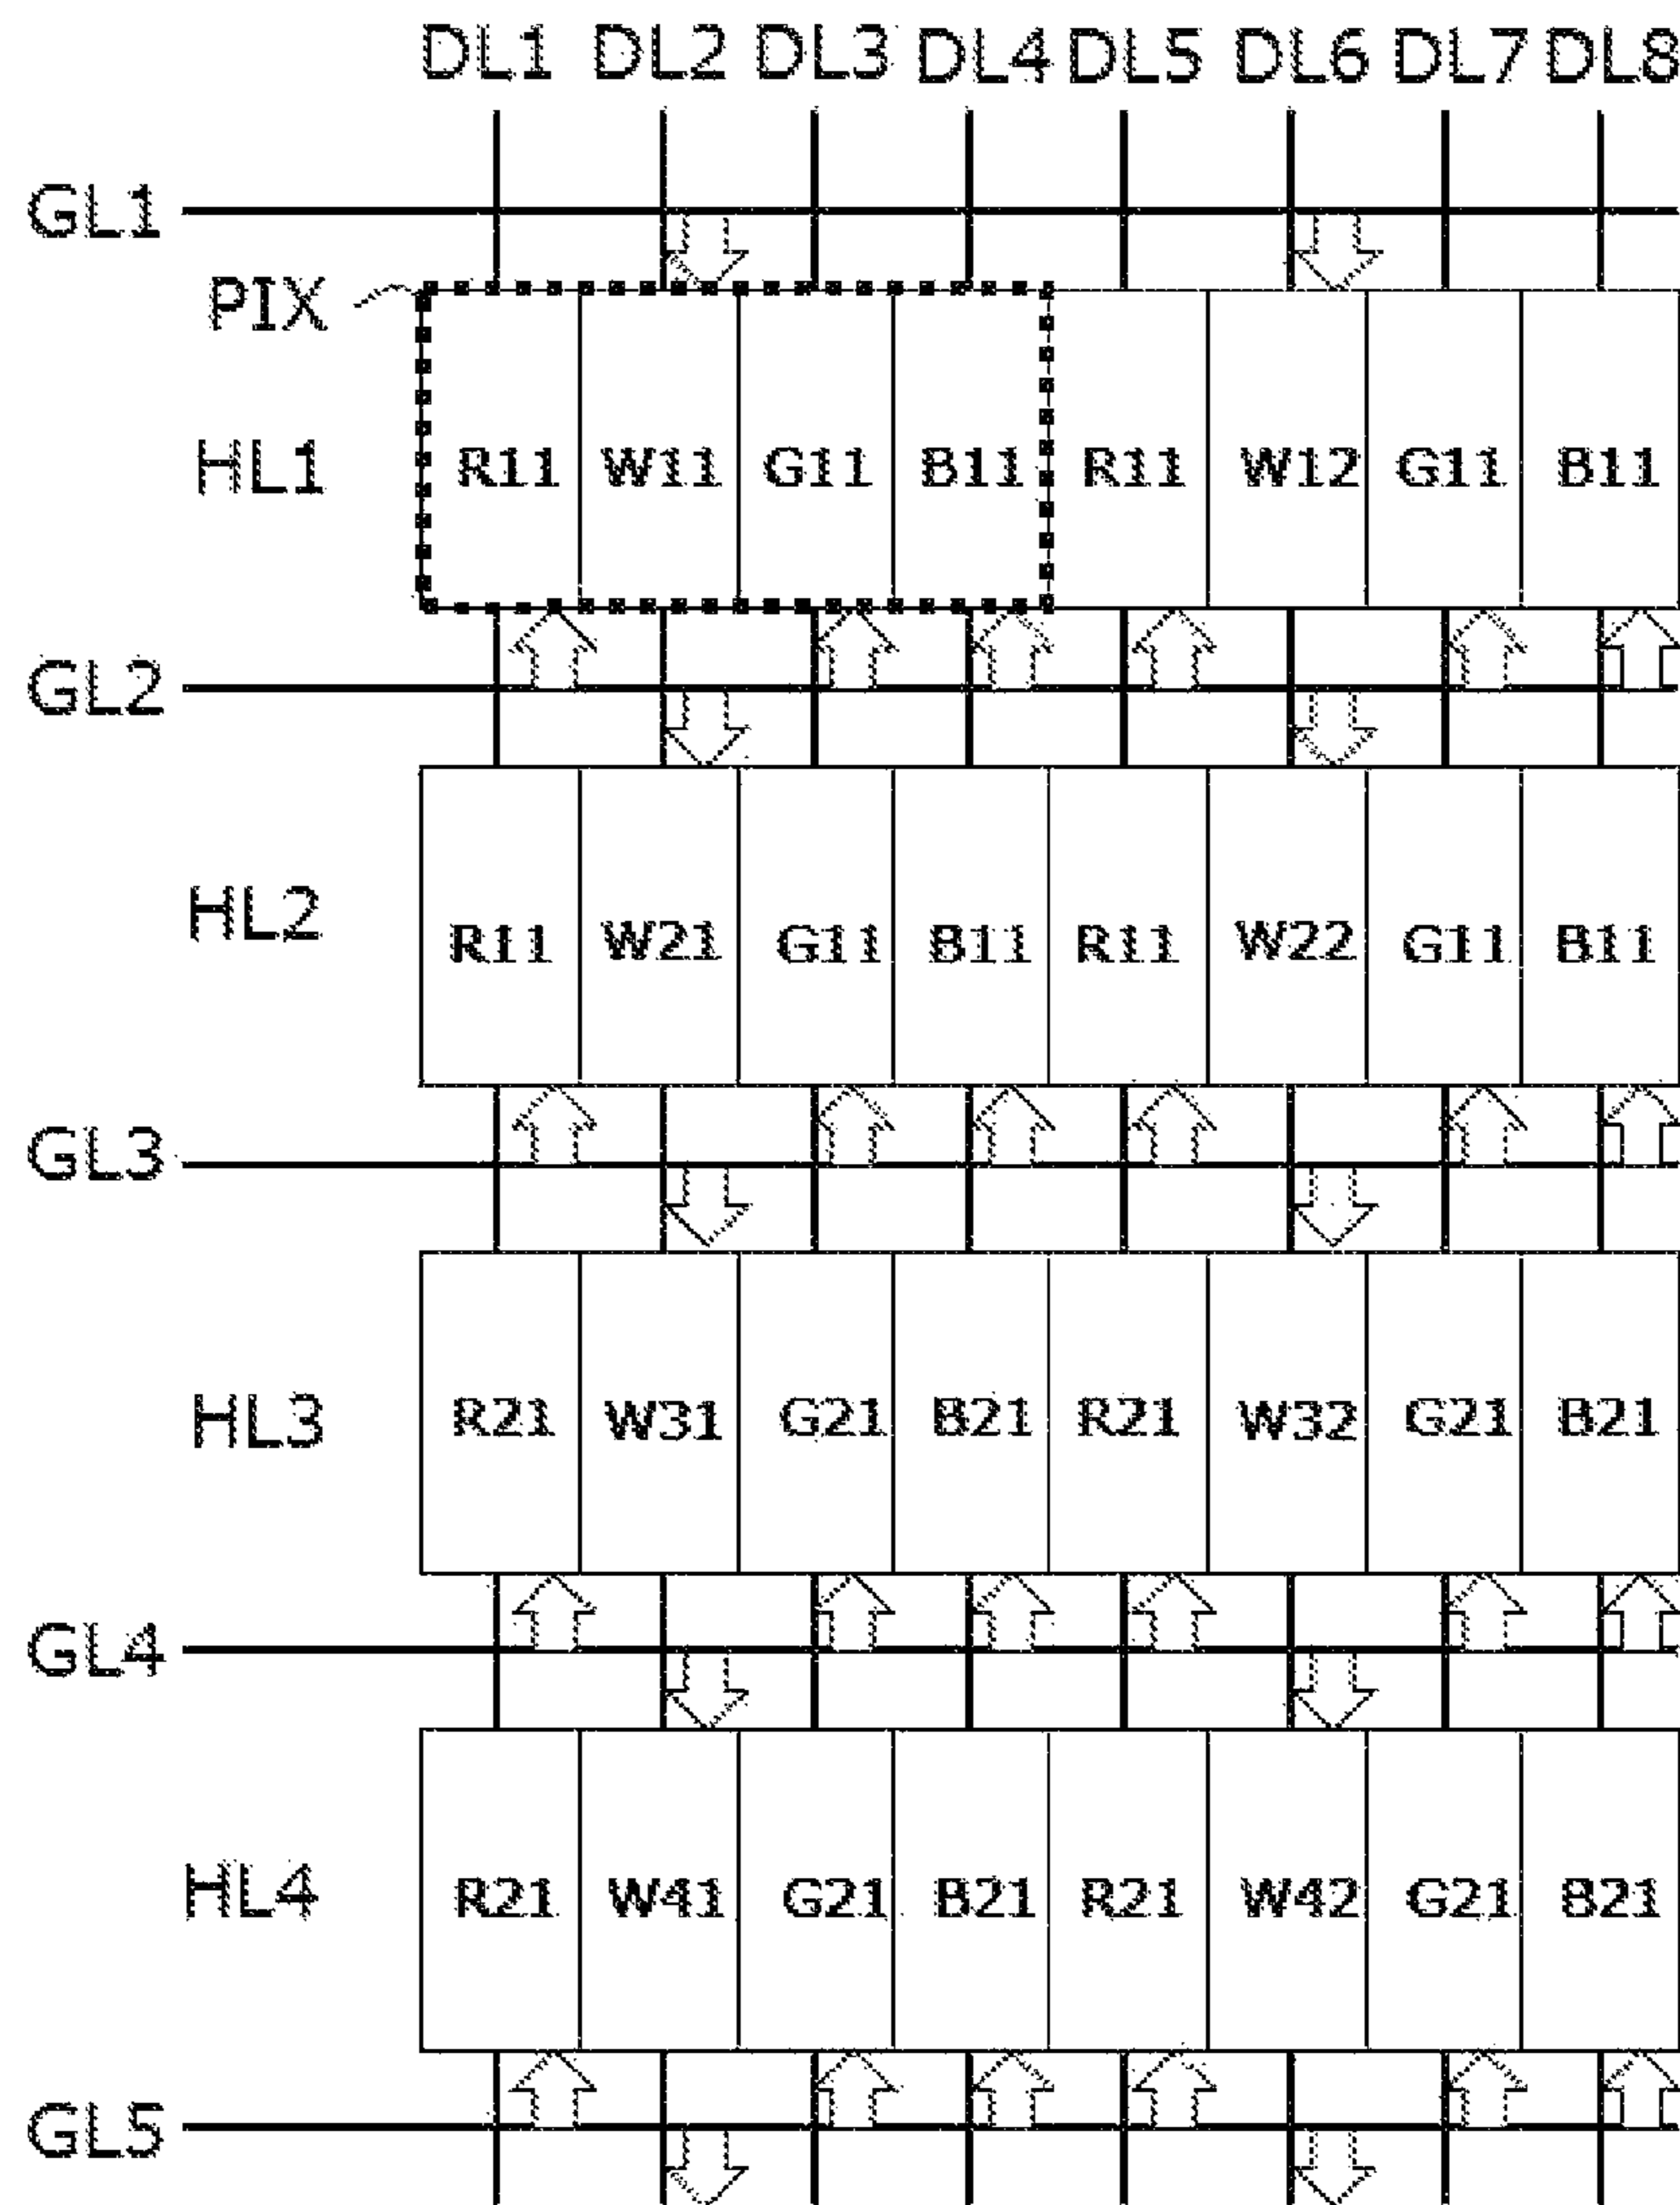 DL1 DL2 DL3 DL4 DL5 DL6 DL7 DL8
GL1
PIX
HL1 R11 W11 G11 B11 R11 W12 G11 B11
GL2
HL2 R11 W21 G11 B11 R11 W22 G11 B11
GL3
HL3 R21 W31 G21 B21 R21 W32 G21 B21
GL4
HL4 R21 W41 G21 B21 R21 W42 G21 B21
GL5